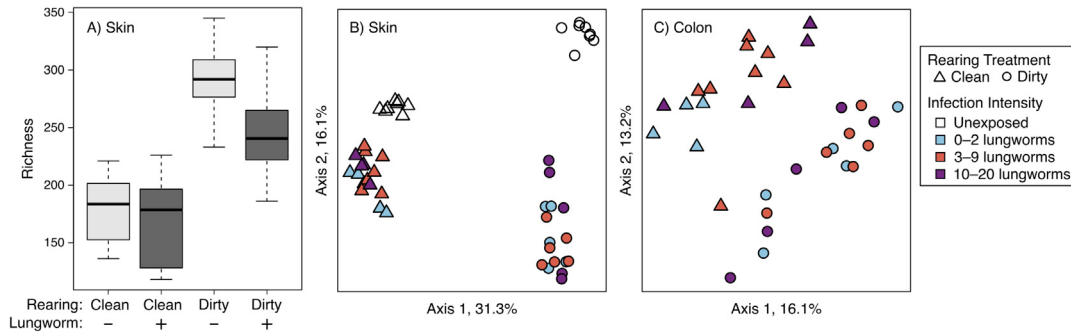 A) Skin
Richness
350
300
250
200
150
Rearing: Clean Clean Dirty Dirty
Lungworm: – + – +
B) Skin
Axis 2, 16.1%
Axis 1, 31.3%
C) Colon
Axis 2, 13.2%
Axis 1, 16.1%
Rearing Treatment
Clean Dirty
Infection Intensity
Unexposed
0–2 lungworms
3–9 lungworms
10–20 lungworms